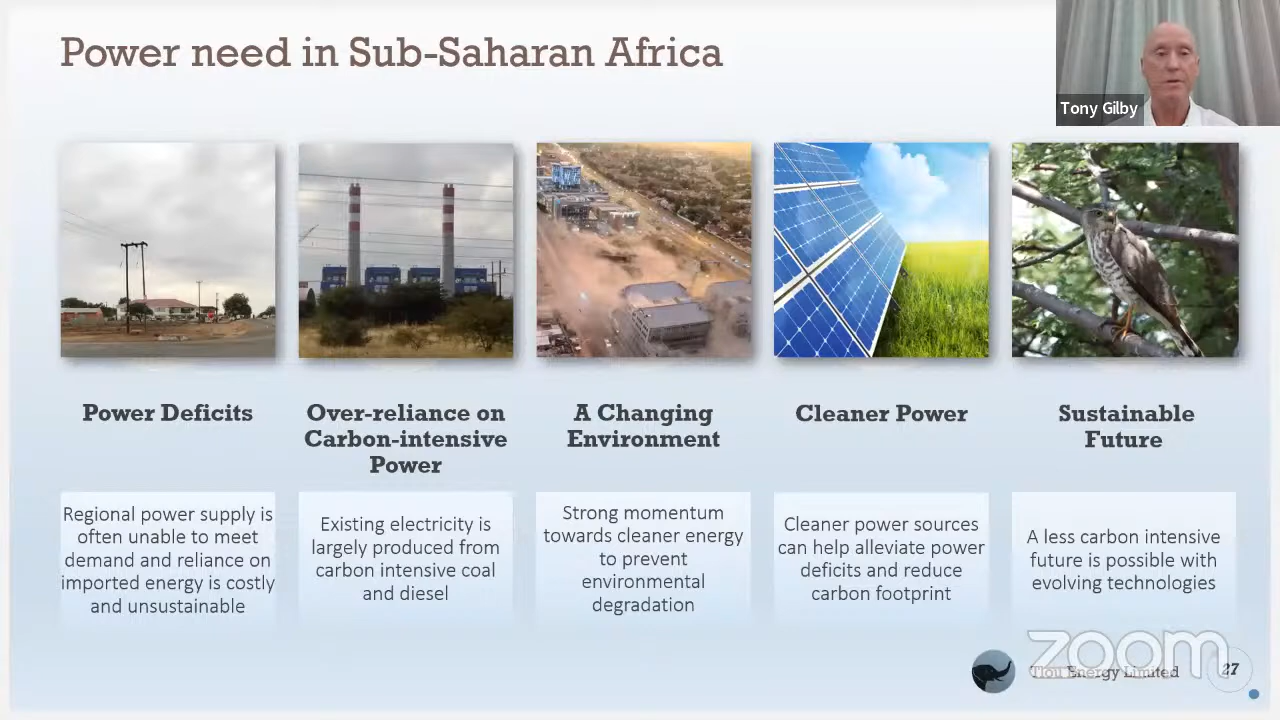 Power need in Sub-Saharan Africa
Tony Gilby
Power Deficits
Regional power supply is
often unable to meet
demand and reliance on
imported energy is costly
and unsustainable
Over-reliance on
Carbon-intensive
Power
Existing electricity is
largely produced from
carbon intensive coal
and diesel
A Changing
Environment
Strong momentum
towards cleaner energy
to prevent
environmental
degradation
Cleaner Power
Cleaner power sources
can help alleviate power
deficits and reduce
carbon footprint
Sustainable
Future
A less carbon intensive
future is possible with
evolving technologies
zoom
Tlou Energy Limited
27